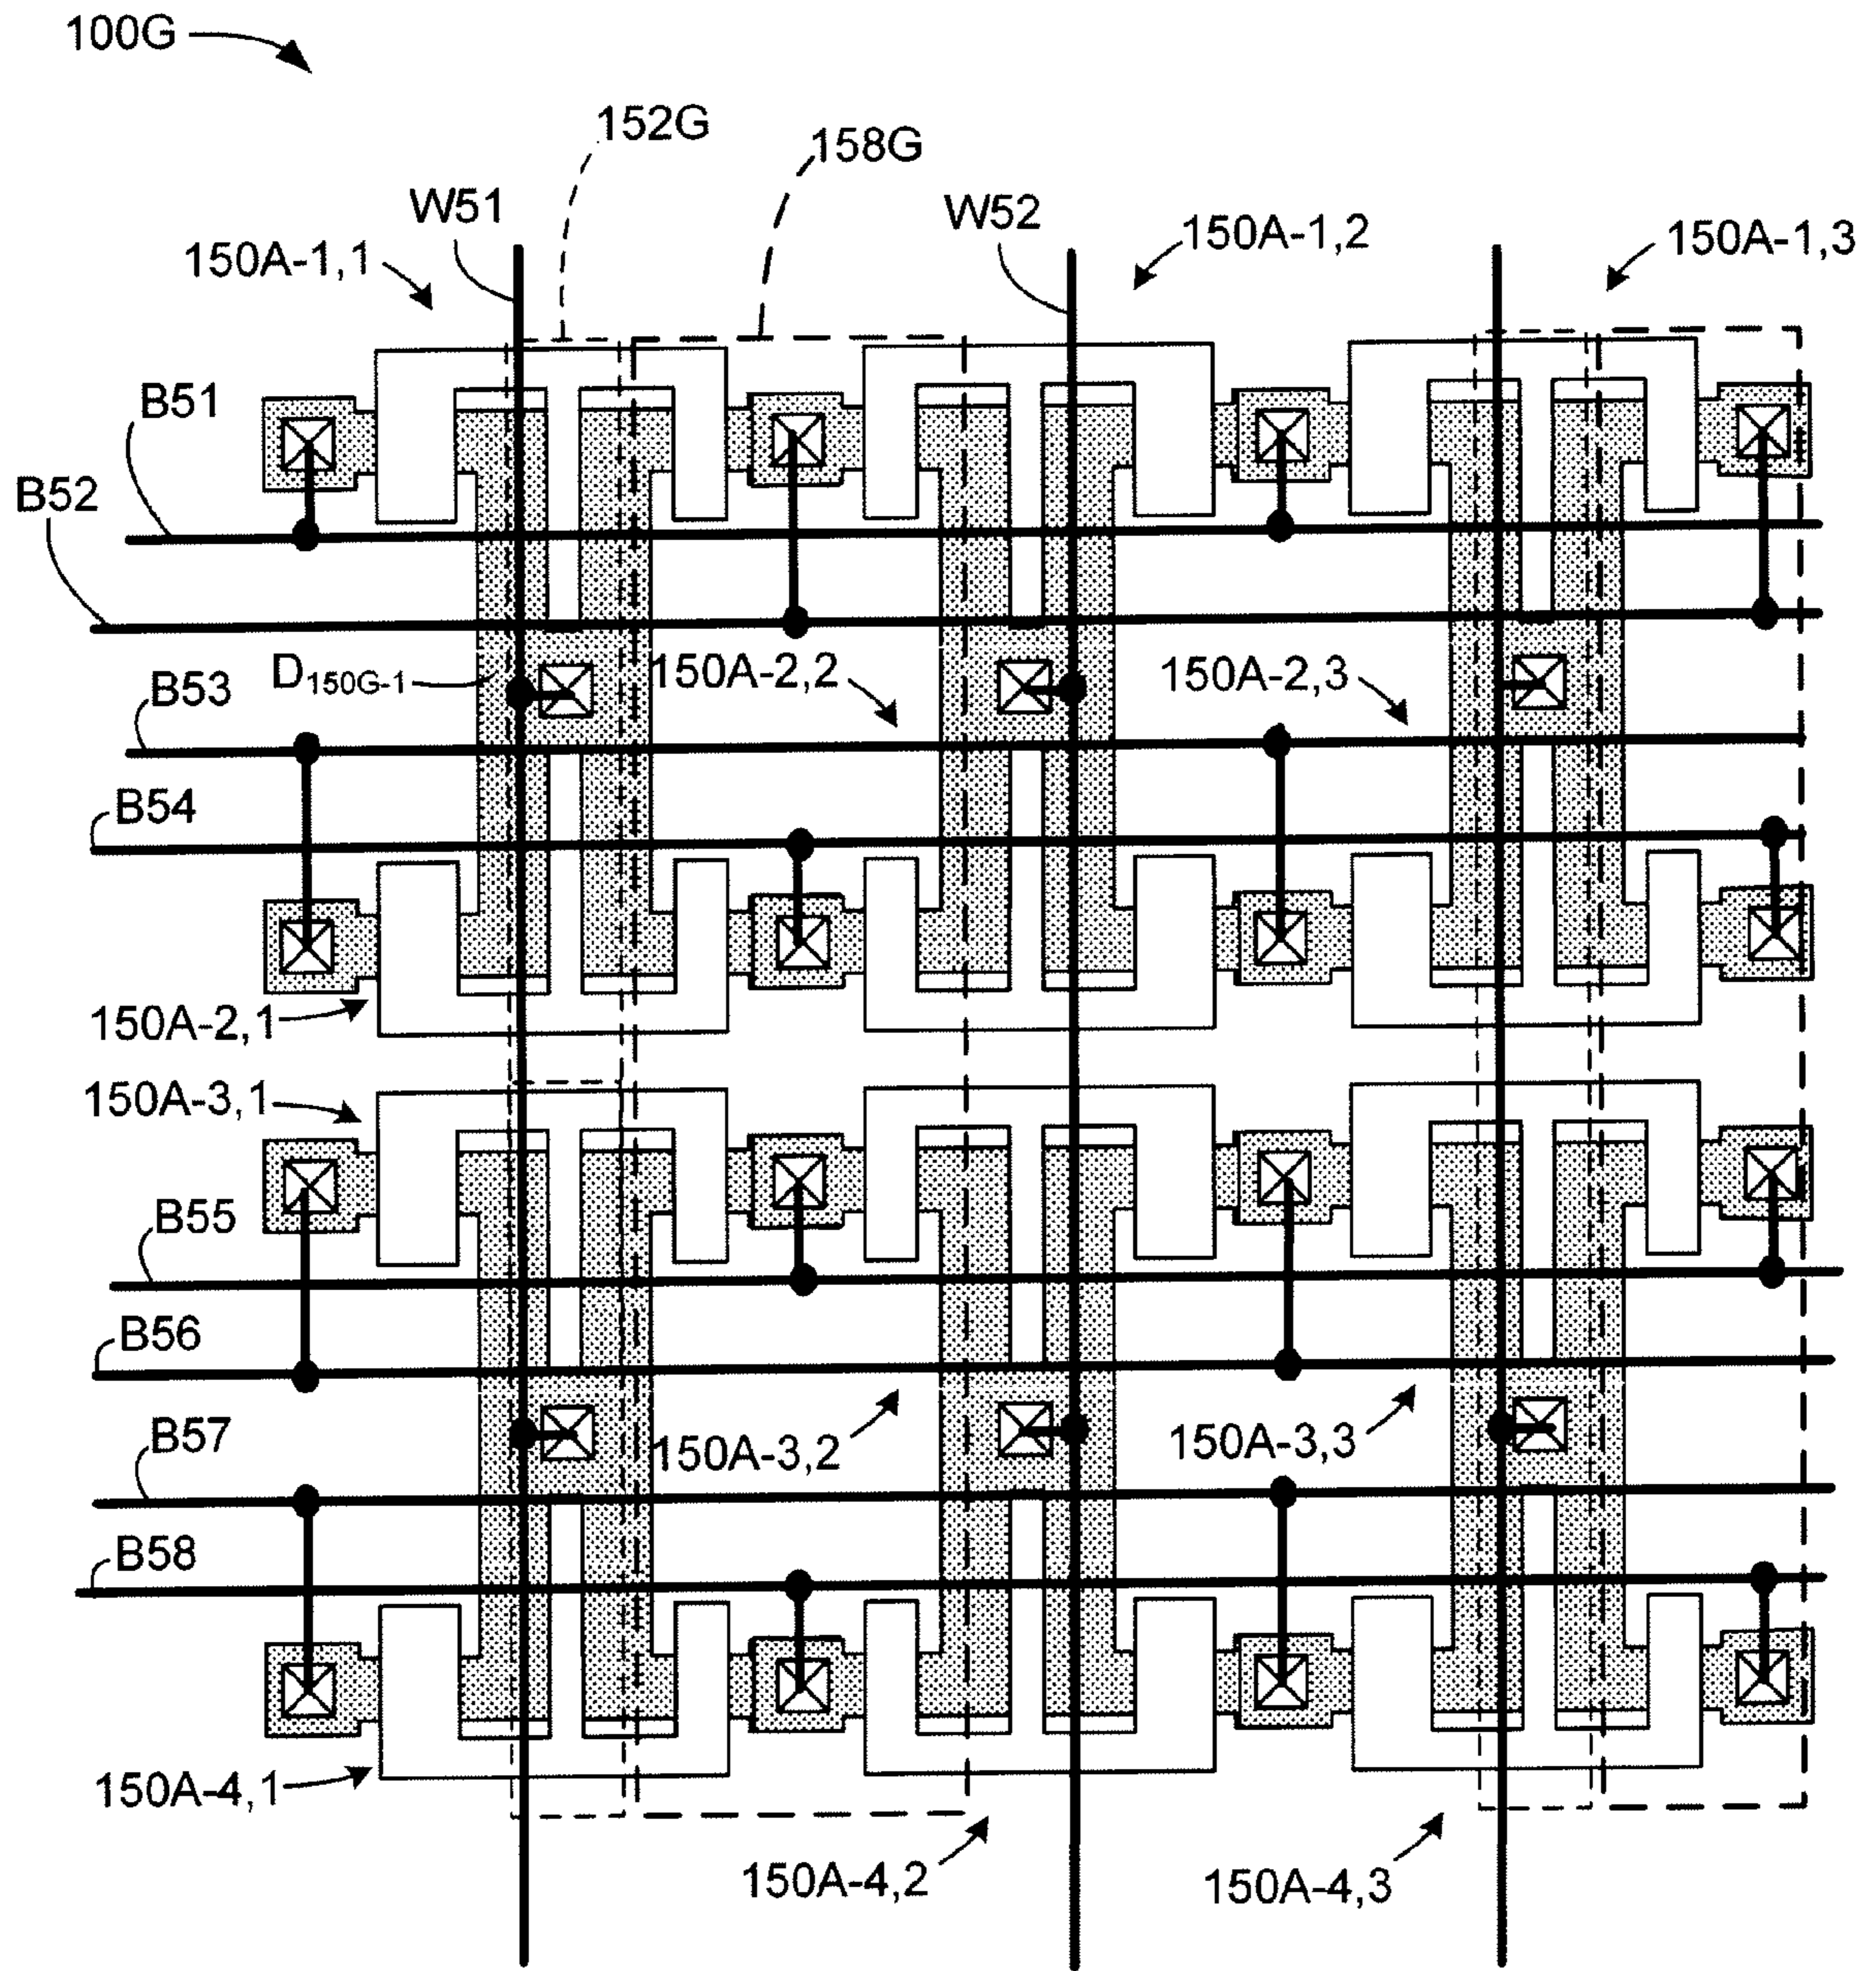 100G
152G
158G
W51
W52
150A-1,1
150A-1,2
150A-1,3
B51
B52
D150G-1
150A-2,2
150A-2,3
B53
B54
150A-2,1
150A-3,1
B55
B56
150A-3,2
150A-3,3
B57
B58
150A-4,1
150A-4,2
150A-4,3